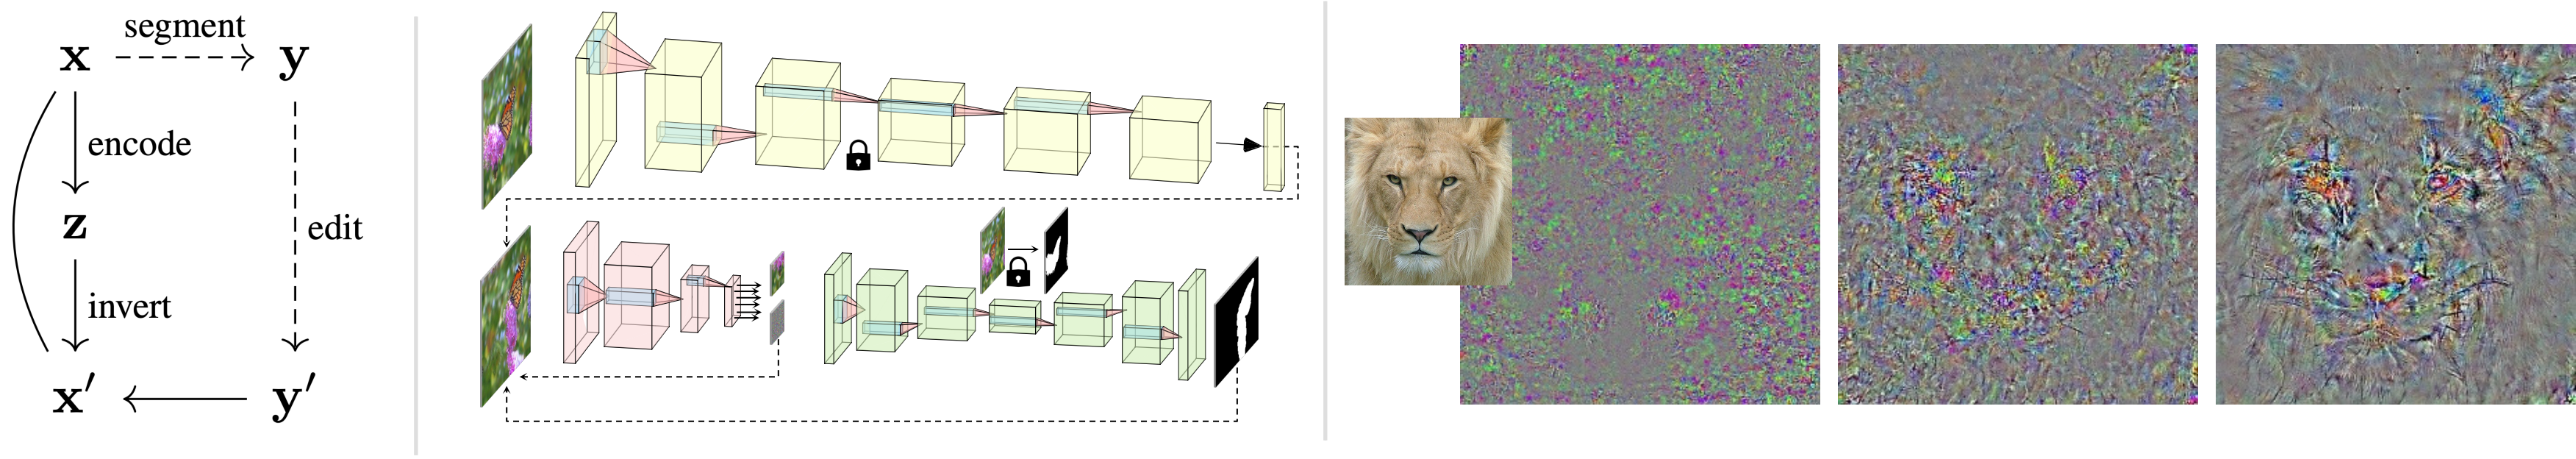 segment
x y
encode
z
edit
invert
x′ y′